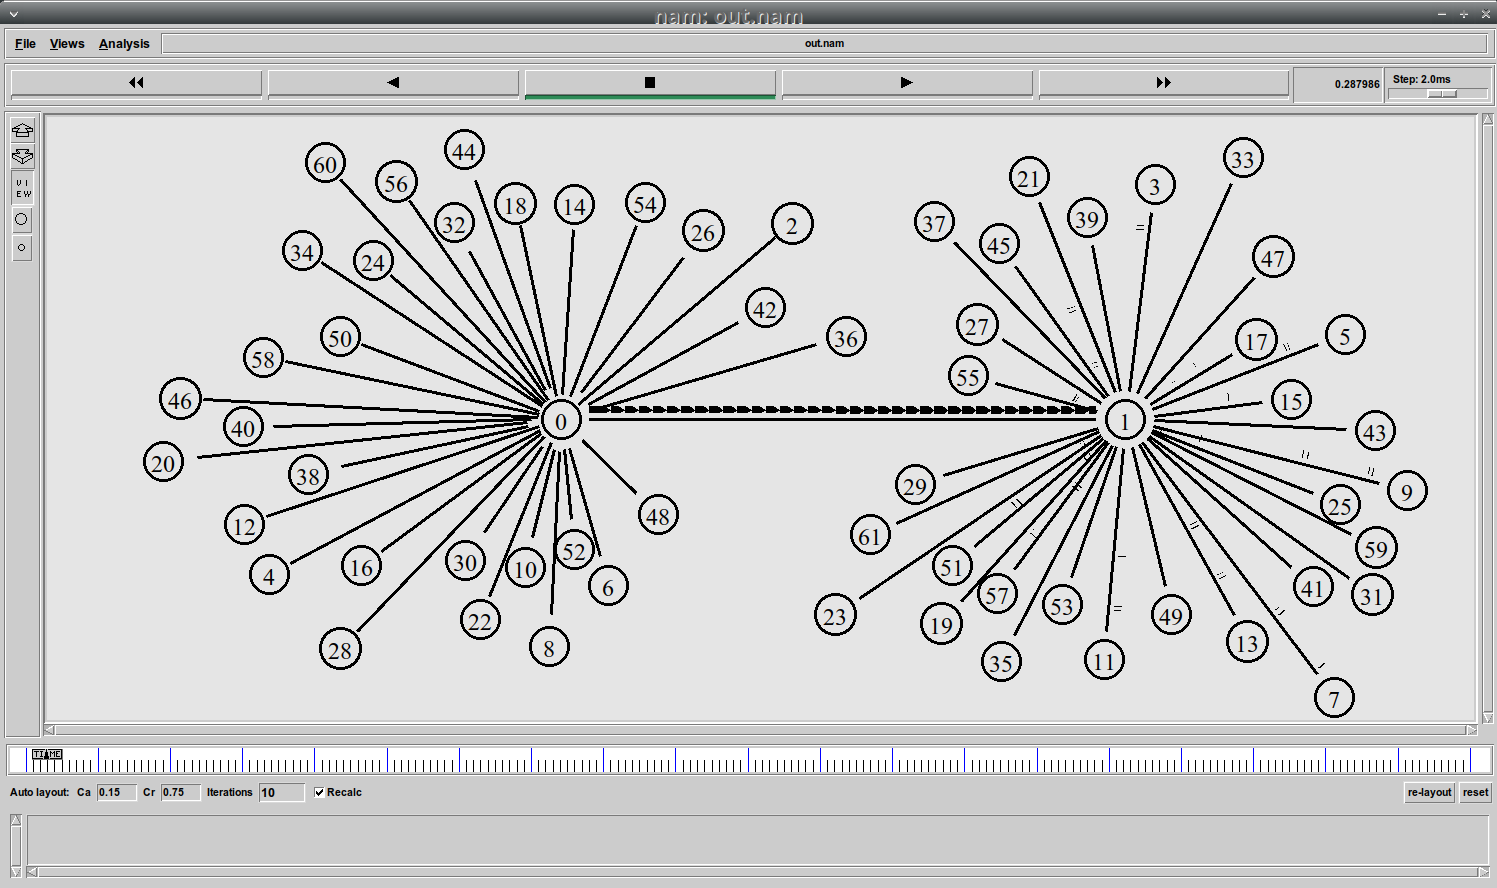 nam: out.nam
File Views Analysis out.nam
0.287986 Step: 2.0ms
VI
EW
60 56 44 32 18 14 54 26 2
34 24 42 36
50 58 46 40 20 0
38 12 4 16 28 30 22 10 52 8 6 48
37 45 21 39 3 33 47
27 55 17 5 15 43 1
29 61 23 51 19 57 35 53 11 49 13 7 41 31 59 25 9
TIME
Auto layout: Ca 0.15 Cr 0.75 Iterations 10 Recalc re-layout reset